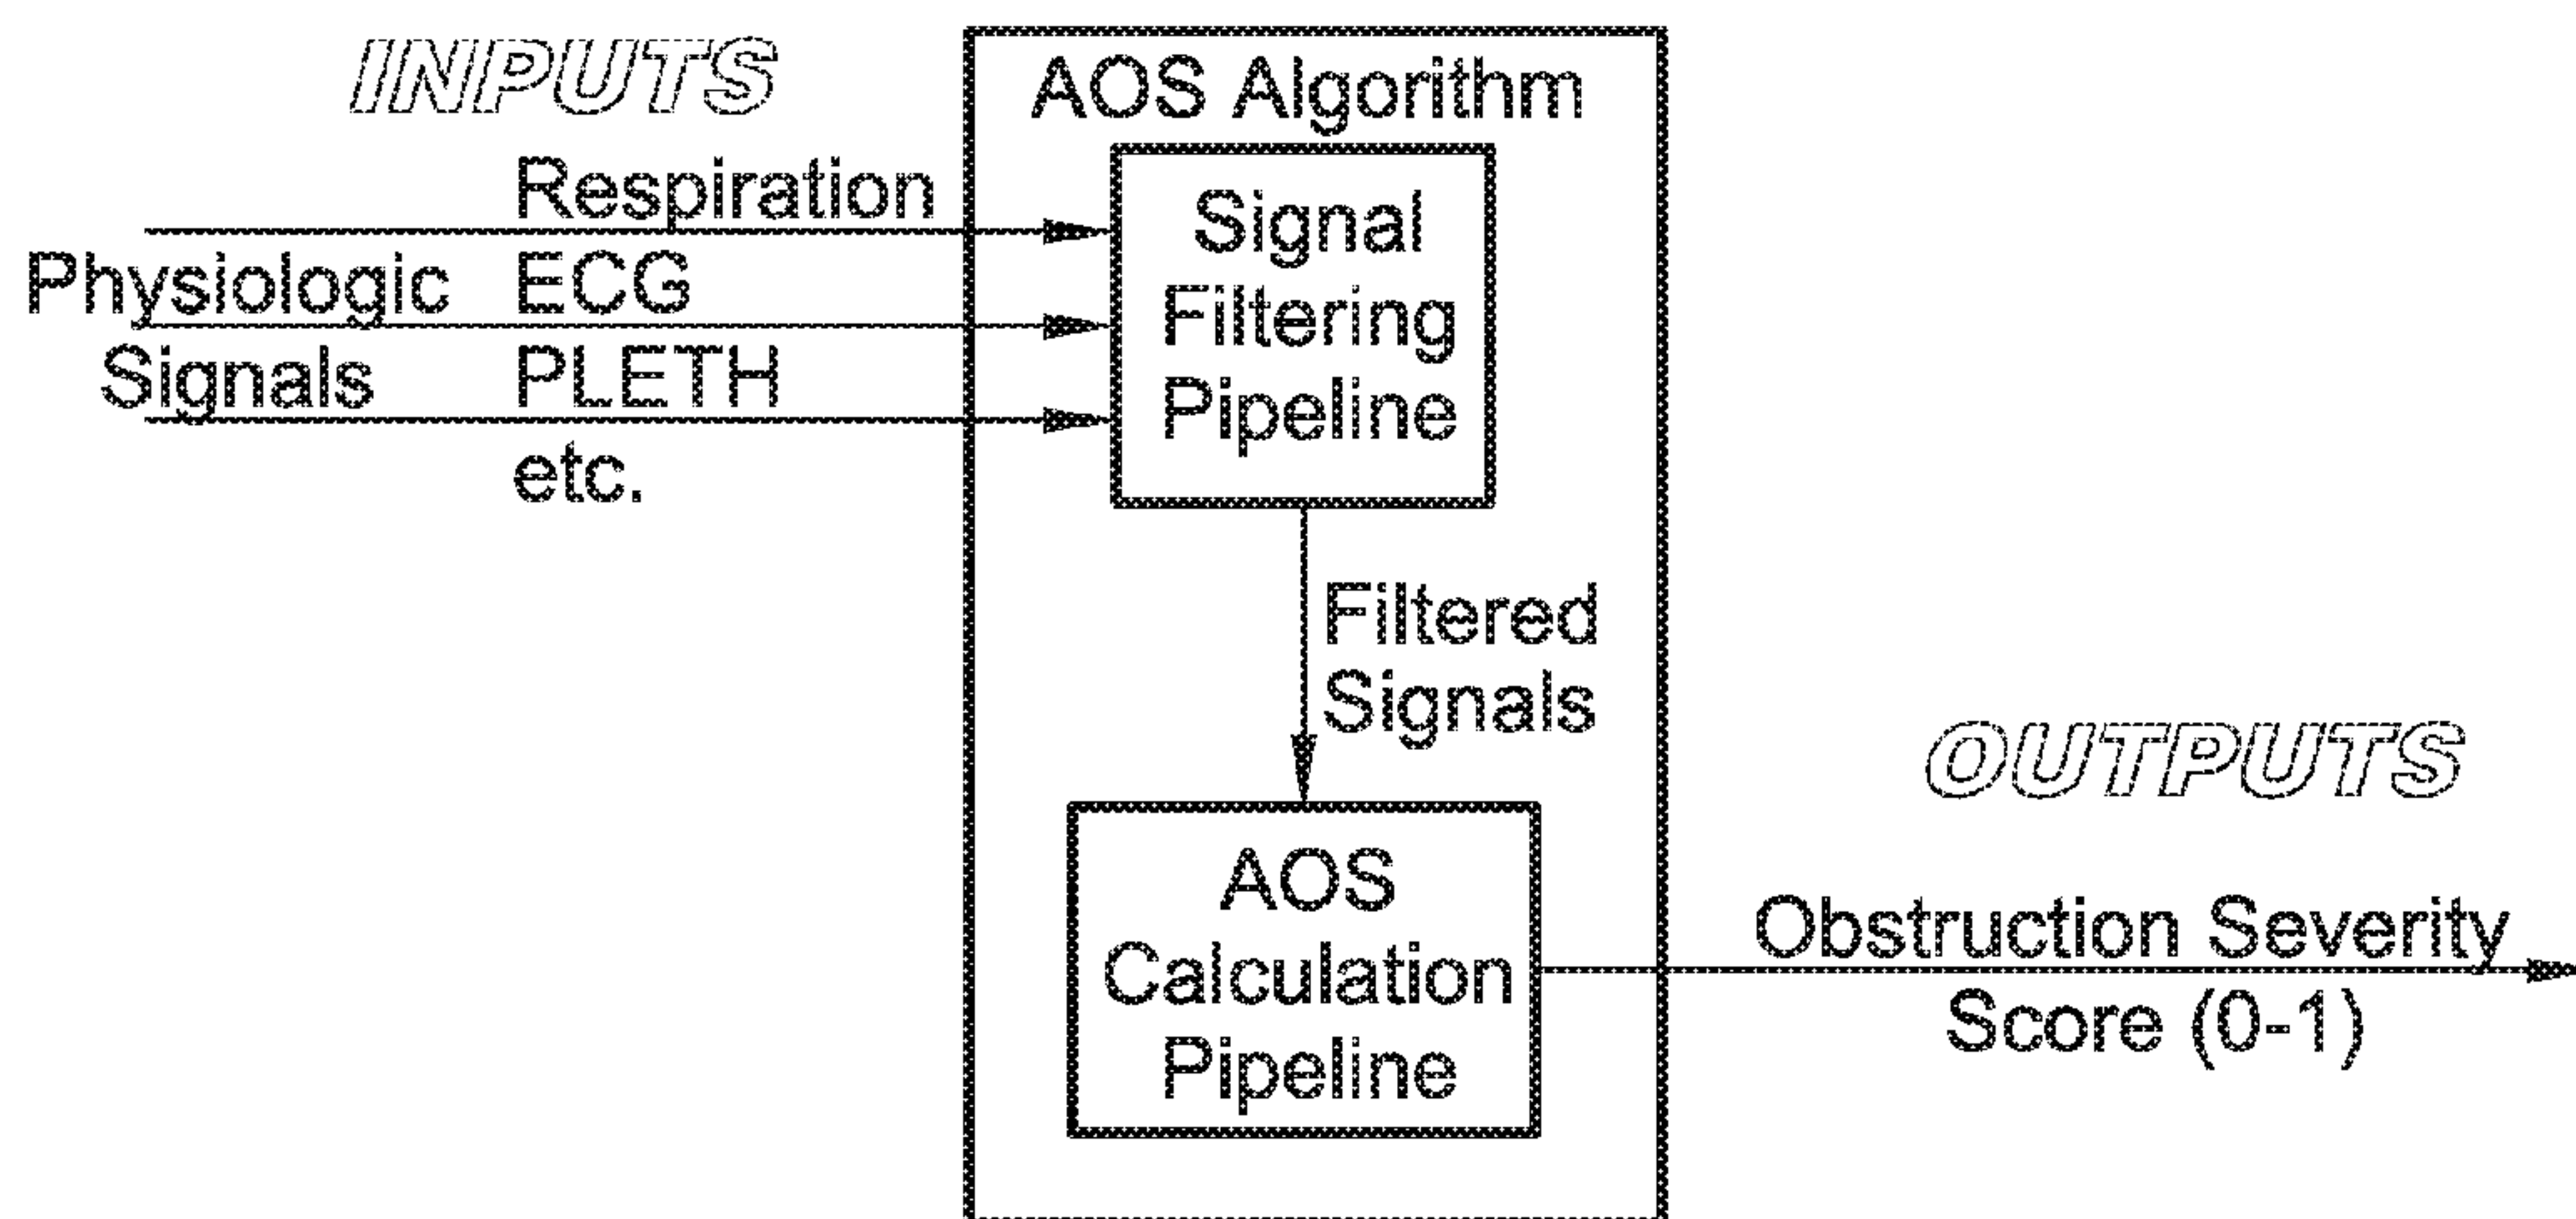 INPUTS
AOS Algorithm
Respiration
Physiologic ECG
Signals PLETH
etc.
Signal
Filtering
Pipeline
Filtered
Signals
OUTPUTS
AOS
Calculation
Pipeline
Obstruction Severity
Score (0-1)